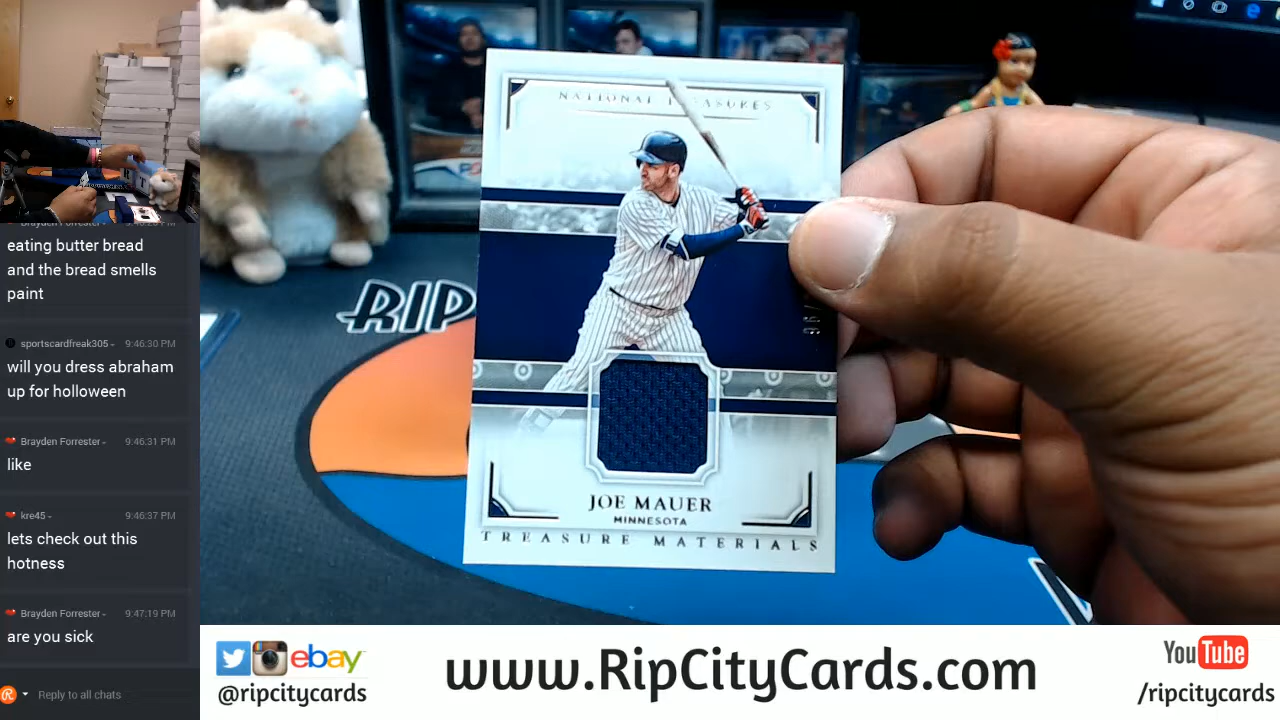 eating butter bread
and the bread smells
paint
sportscardfreak305 9:46:30 PM
will you dress abraham
up for holloween
Brayden Forrester 9:46:31 PM
like
kre45 9:46:37 PM
lets check out this
hotness
Brayden Forrester 9:47:19 PM
are you sick
Reply to all chats
NATIONAL TREASURES
RIP
JOE MAUER
MINNESOTA
TREASURE MATERIALS
ebay
@ripcitycards
www.RipCityCards.com
YouTube
/ripcitycards